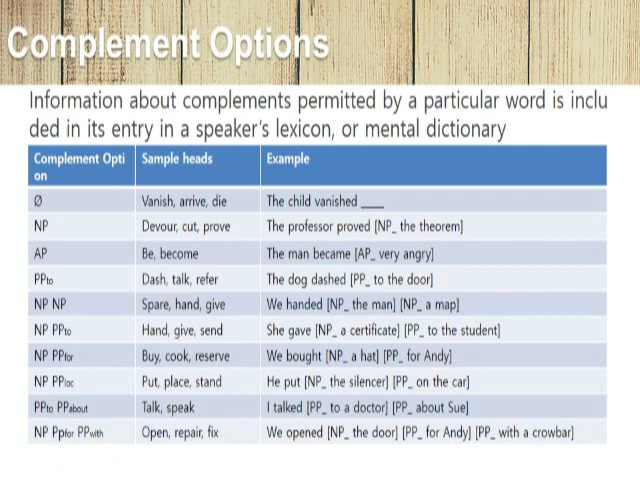 Complement Options
Information about complements permitted by a particular word is inclu
ded in its entry in a speaker's lexicon, or mental dictionary
Complement Opti
on
Sample heads
Example
Ø Vanish, arrive, die The child vanished ____
NP Devour, cut, prove The professor proved [NP_ the theorem]
AP Be, become The man became [AP_ very angry]
PPto Dash, talk, refer The dog dashed [PP_ to the door]
NP NP Spare, hand, give We handed [NP_ the man] [NP_ a map]
NP PPto Hand, give, send She gave [NP_ a certificate] [PP_ to the student]
NP PPfor Buy, cook, reserve We bought [NP_ a hat] [PP_ for Andy]
NP PPloc Put, place, stand He put [NP_ the silencer] [PP_ on the car]
PPto PPabout Talk, speak I talked [PP_ to a doctor] [PP_ about Sue]
NP Ppfor PPwith Open, repair, fix We opened [NP_ the door] [PP_ for Andy] [PP_ with a crowbar]